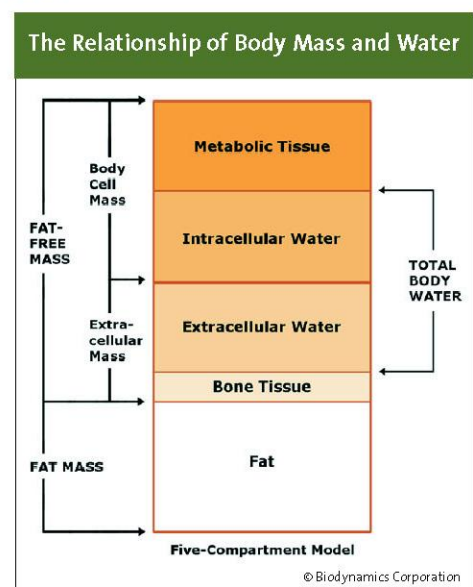 The Relationship of Body Mass and Water
Metabolic Tissue
Body
Cell
Mass
Intracellular Water
FAT-
FREE
MASS
TOTAL
BODY
WATER
Extra-
cellular
Mass
Extracellular Water
Bone Tissue
Fat
FAT MASS
Five-Compartment Model
© Biodynamics Corporation